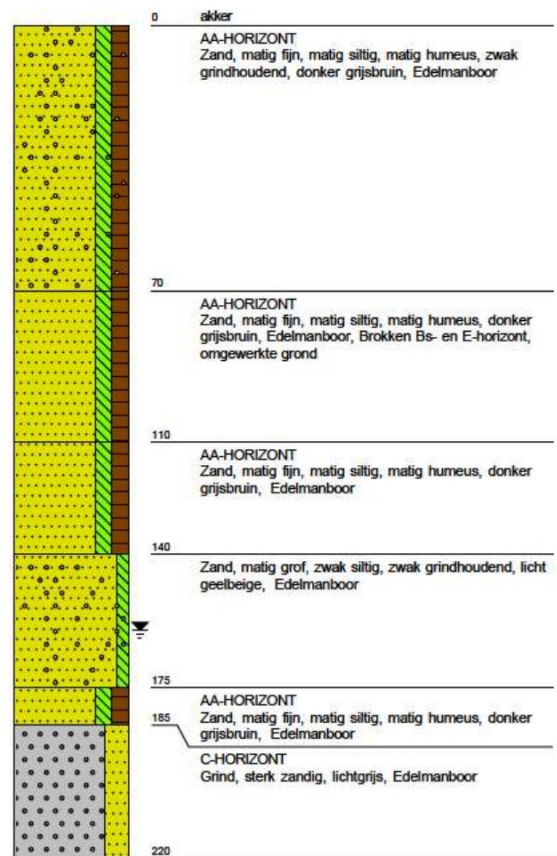 0 akker
AA-HORIZONT
Zand, matig fijn, matig siltig, matig humeus, zwak
grindhoudend, donker grijsbruin, Edelmanboor
70
AA-HORIZONT
Zand, matig fijn, matig siltig, matig humeus, donker
grijsbruin, Edelmanboor, Brokken Bs- en E-horizont,
omgewerkte grond
110
AA-HORIZONT
Zand, matig fijn, matig siltig, matig humeus, donker
grijsbruin, Edelmanboor
140
Zand, matig grof, zwak siltig, zwak grindhoudend, licht
geelbeige, Edelmanboor
175
AA-HORIZONT
Zand, matig fijn, matig siltig, matig humeus, donker
185 grijsbruin, Edelmanboor
C-HORIZONT
Grind, sterk zandig, lichtgrijs, Edelmanboor
220